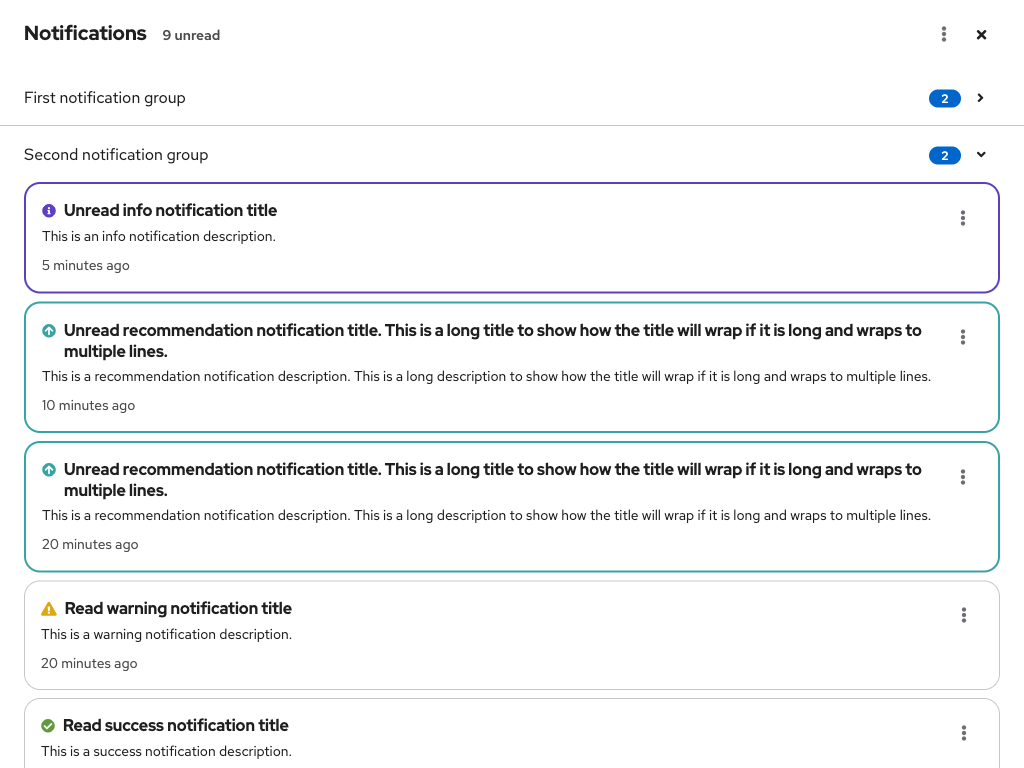 Notifications 9 unread
First notification group 2
Second notification group 2
Unread info notification title
This is an info notification description.
5 minutes ago
Unread recommendation notification title. This is a long title to show how the title will wrap if it is long and wraps to
multiple lines.
This is a recommendation notification description. This is a long description to show how the title will wrap if it is long and wraps to multiple lines.
10 minutes ago
Unread recommendation notification title. This is a long title to show how the title will wrap if it is long and wraps to
multiple lines.
This is a recommendation notification description. This is a long description to show how the title will wrap if it is long and wraps to multiple lines.
20 minutes ago
Read warning notification title
This is a warning notification description.
20 minutes ago
Read success notification title
This is a success notification description.